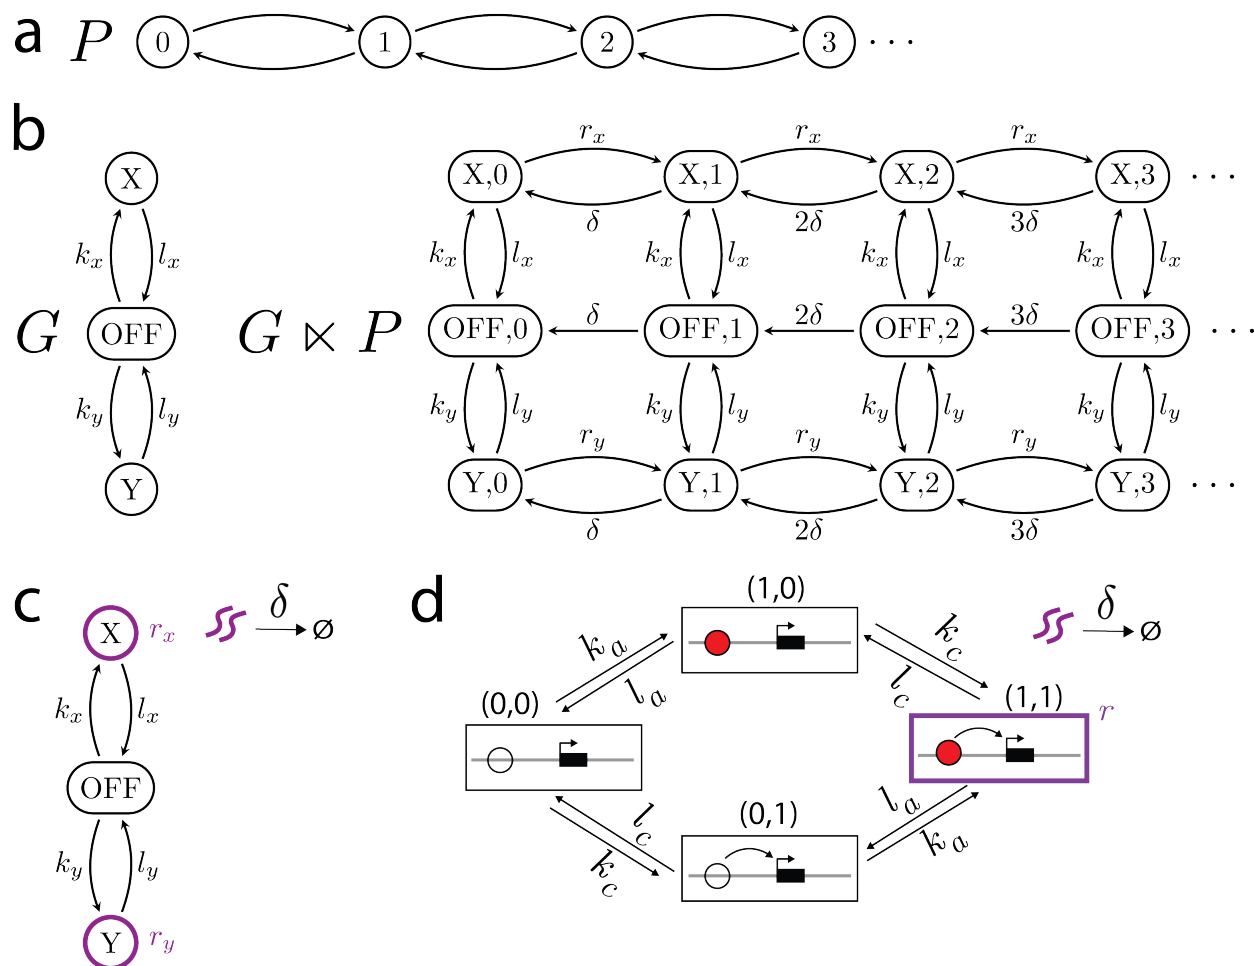 a P 0 1 2 3 ···
b
r_x r_x r_x
X X,0 X,1 X,2 X,3 ···
δ 2δ 3δ
k_x l_x k_x l_x k_x l_x k_x l_x k_x l_x
G OFF G ⋉ P OFF,0 δ OFF,1 2δ OFF,2 3δ OFF,3 ···
k_y l_y k_y l_y k_y l_y k_y l_y k_y l_y
r_y r_y r_y
Y Y,0 Y,1 Y,2 Y,3 ···
δ 2δ 3δ
c
X r_x δ ∅
k_x l_x
OFF
k_y l_y
Y r_y
d
(1,0)
δ ∅
k_a l_a
k_c l_c
(0,0)
(1,1) r
l_c k_c
(0,1)
l_a k_a